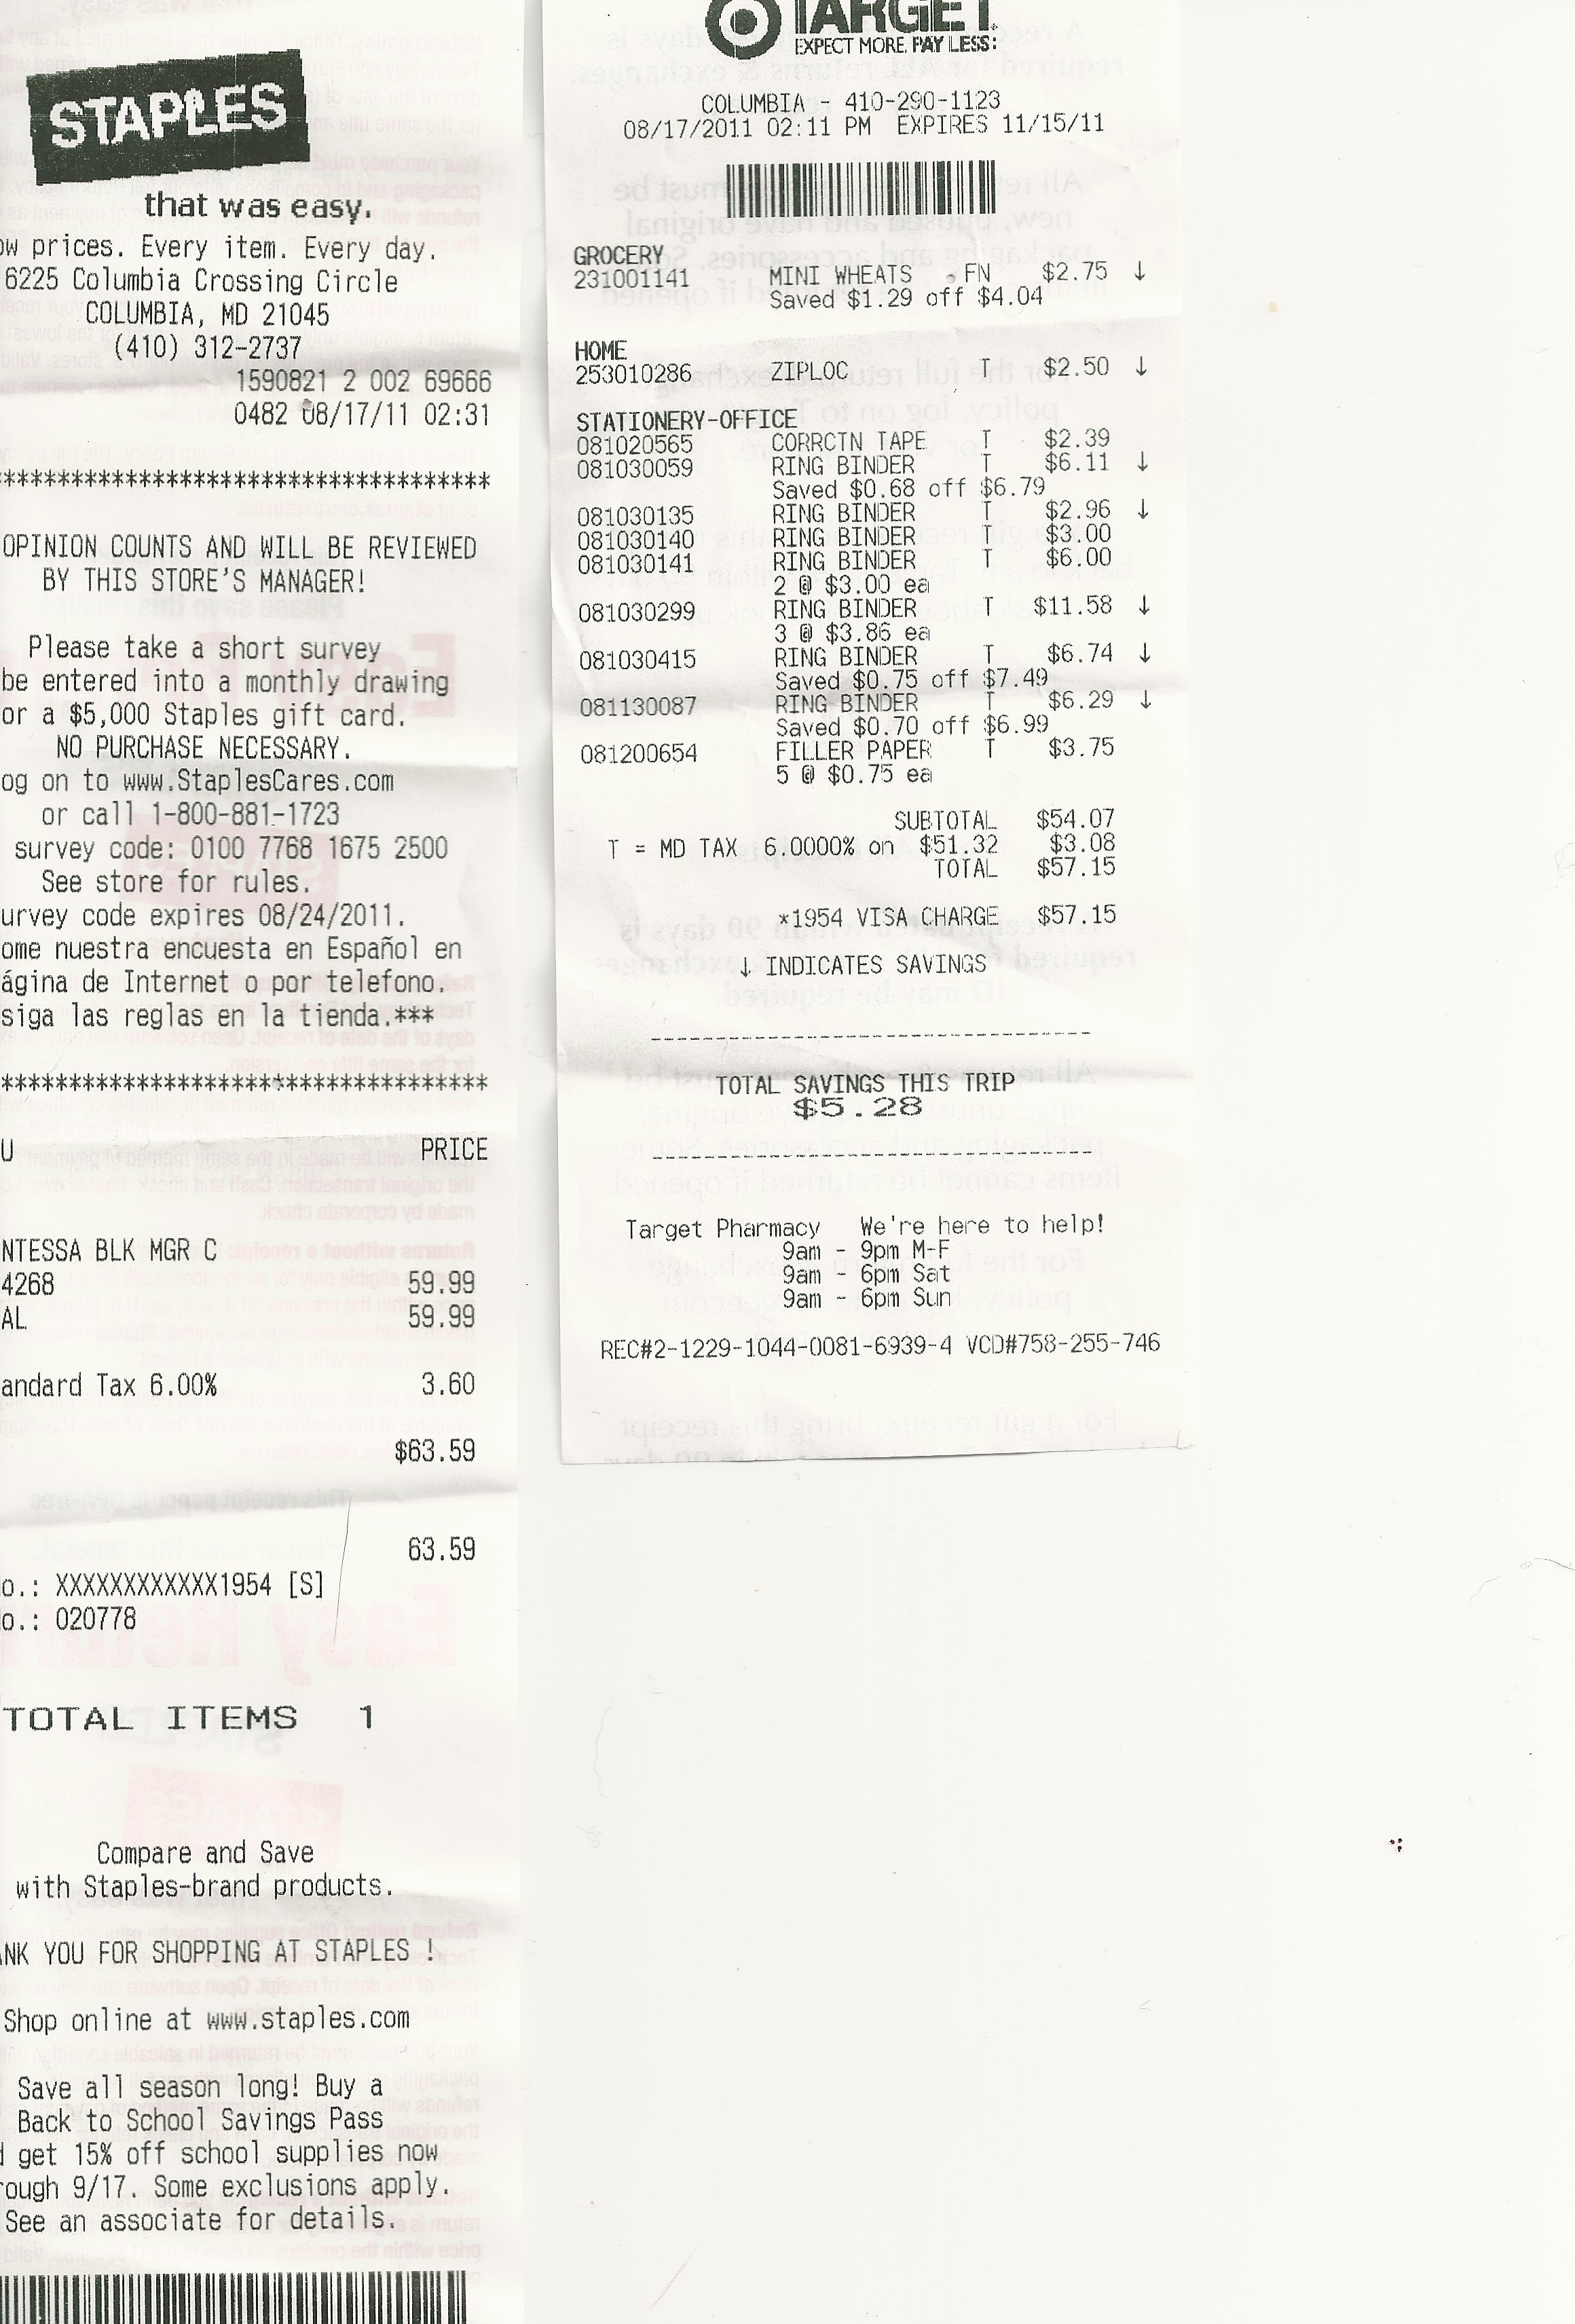 STAPLES
that was easy.
ow prices. Every item. Every day.
6225 Columbia Crossing Circle
COLUMBIA, MD 21045
(410) 312-2737
1590821 2 002 69666
0482 08/17/11 02:31
************************************
OPINION COUNTS AND WILL BE REVIEWED
BY THIS STORE'S MANAGER!
Please take a short survey
be entered into a monthly drawing
or a $5,000 Staples gift card.
NO PURCHASE NECESSARY.
og on to www.StaplesCares.com
or call 1-800-881-1723
survey code: 0100 7768 1675 2500
See store for rules.
urvey code expires 08/24/2011.
ome nuestra encuesta en Español en
ágina de Internet o por telefono.
siga las reglas en la tienda.***
************************************
U PRICE
NTESSA BLK MGR C
4268 59.99
AL 59.99
andard Tax 6.00% 3.60
$63.59
63.59
o.: XXXXXXXXXXXX1954 [S]
o.: 020778
TOTAL ITEMS 1
Compare and Save
with Staples-brand products.
ANK YOU FOR SHOPPING AT STAPLES !
Shop online at www.staples.com
Save all season long! Buy a
Back to School Savings Pass
d get 15% off school supplies now
rough 9/17. Some exclusions apply.
See an associate for details.
TARGET
EXPECT MORE. PAY LESS.
COLUMBIA - 410-290-1123
08/17/2011 02:11 PM EXPIRES 11/15/11
GROCERY
231001141 MINI WHEATS FN $2.75 ↓
Saved $1.29 off $4.04
HOME
253010286 ZIPLOC T $2.50 ↓
STATIONERY-OFFICE
081020565 CORRCTN TAPE T $2.39
081030059 RING BINDER T $6.11 ↓
Saved $0.68 off $6.79
081030135 RING BINDER T $2.96 ↓
081030140 RING BINDER T $3.00
081030141 RING BINDER T $6.00
2 @ $3.00 ea
081030299 RING BINDER T $11.58 ↓
3 @ $3.86 ea
081030415 RING BINDER T $6.74 ↓
Saved $0.75 off $7.49
081130087 RING BINDER T $6.29 ↓
Saved $0.70 off $6.99
081200654 FILLER PAPER T $3.75
5 @ $0.75 ea
SUBTOTAL $54.07
T = MD TAX 6.0000% on $51.32 $3.08
TOTAL $57.15
*1954 VISA CHARGE $57.15
↓ INDICATES SAVINGS
TOTAL SAVINGS THIS TRIP
$5.28
Target Pharmacy We're here to help!
9am - 9pm M-F
9am - 6pm Sat
9am - 6pm Sun
REC#2-1229-1044-0081-6939-4 VCD#758-255-746